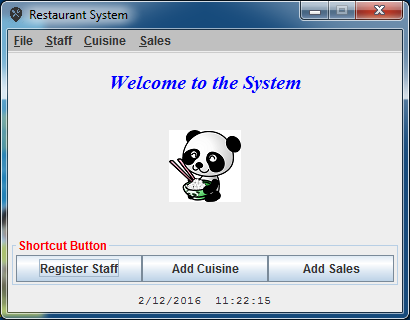 Restaurant System
File Staff Cuisine Sales
Welcome to the System
Shortcut Button
Register Staff Add Cuisine Add Sales
2/12/2016 11:22:15